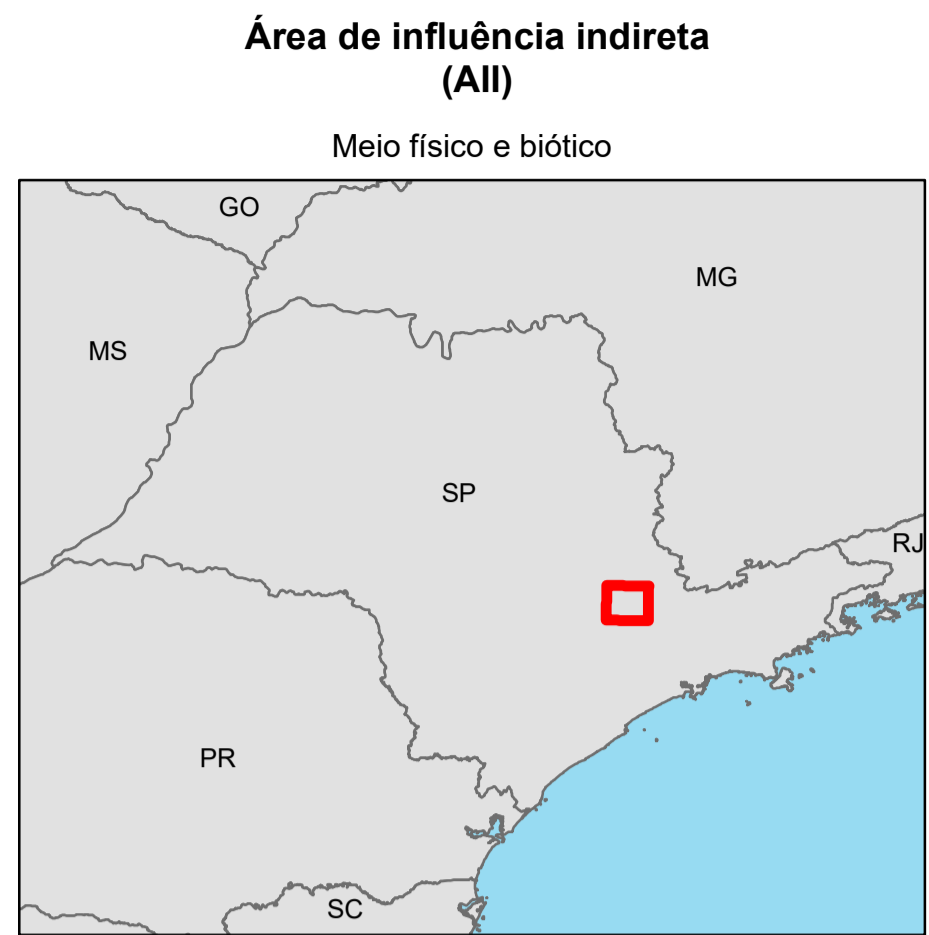 Área de influência indireta
(AII)
Meio físico e biótico
GO
MG
MS
SP
RJ
PR
SC